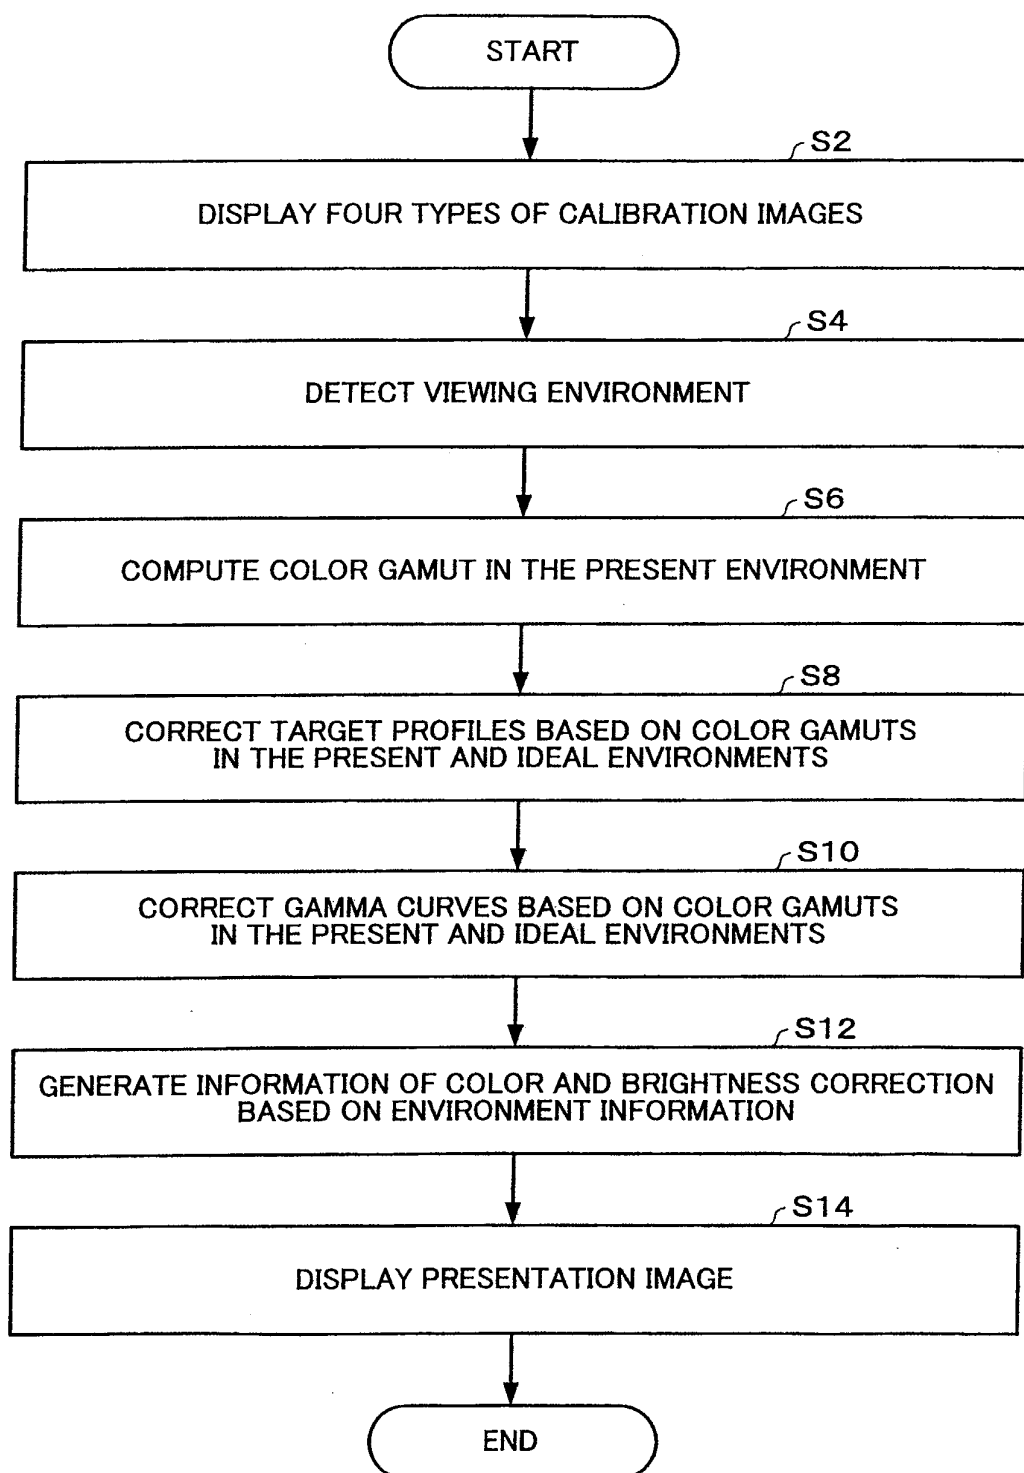 START
S2
DISPLAY FOUR TYPES OF CALIBRATION IMAGES
S4
DETECT VIEWING ENVIRONMENT
S6
COMPUTE COLOR GAMUT IN THE PRESENT ENVIRONMENT
S8
CORRECT TARGET PROFILES BASED ON COLOR GAMUTS
IN THE PRESENT AND IDEAL ENVIRONMENTS
S10
CORRECT GAMMA CURVES BASED ON COLOR GAMUTS
IN THE PRESENT AND IDEAL ENVIRONMENTS
S12
GENERATE INFORMATION OF COLOR AND BRIGHTNESS CORRECTION
BASED ON ENVIRONMENT INFORMATION
S14
DISPLAY PRESENTATION IMAGE
END